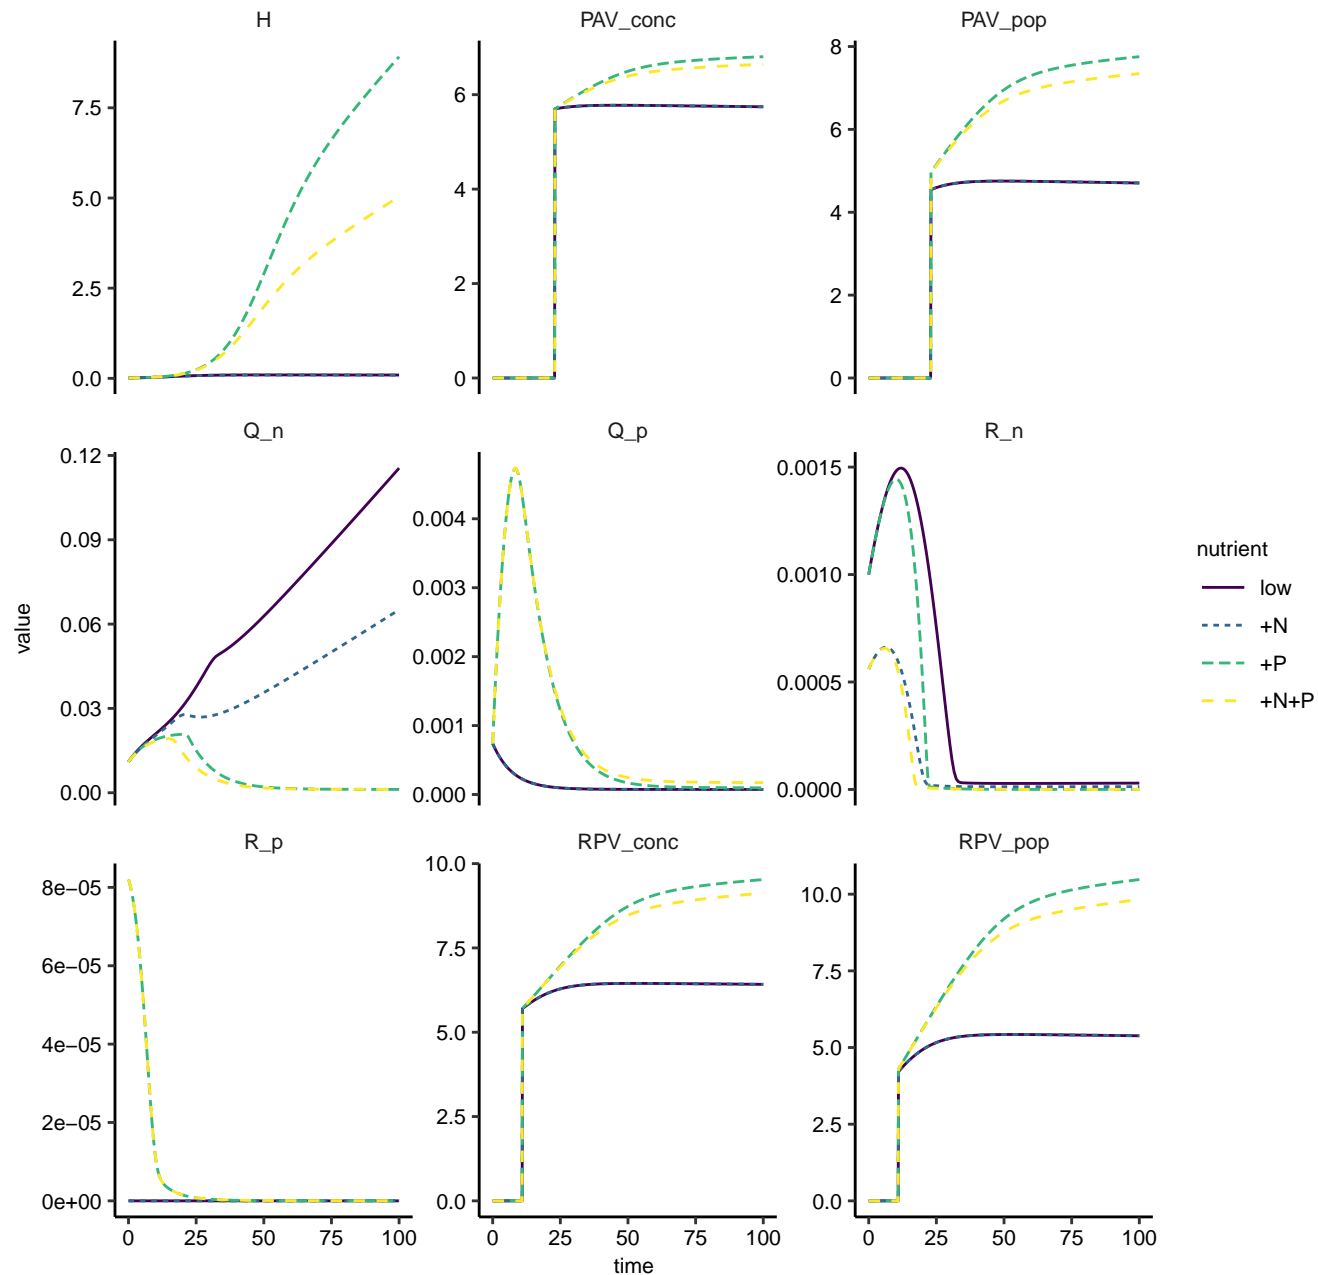 H
PAV_conc
PAV_pop
7.5
5.0
2.5
0.0
6
4
2
0
8
6
4
2
0
Q_n
Q_p
R_n
0.12
0.09
0.06
0.03
0.00
0.004
0.003
0.002
0.001
0.000
0.0015
0.0010
0.0005
0.0000
R_p
RPV_conc
RPV_pop
8e−05
6e−05
4e−05
2e−05
0e+00
10.0
7.5
5.0
2.5
0.0
10.0
7.5
5.0
2.5
0.0
0 25 50 75 100
0 25 50 75 100
0 25 50 75 100
time
value
nutrient
low
+N
+P
+N+P